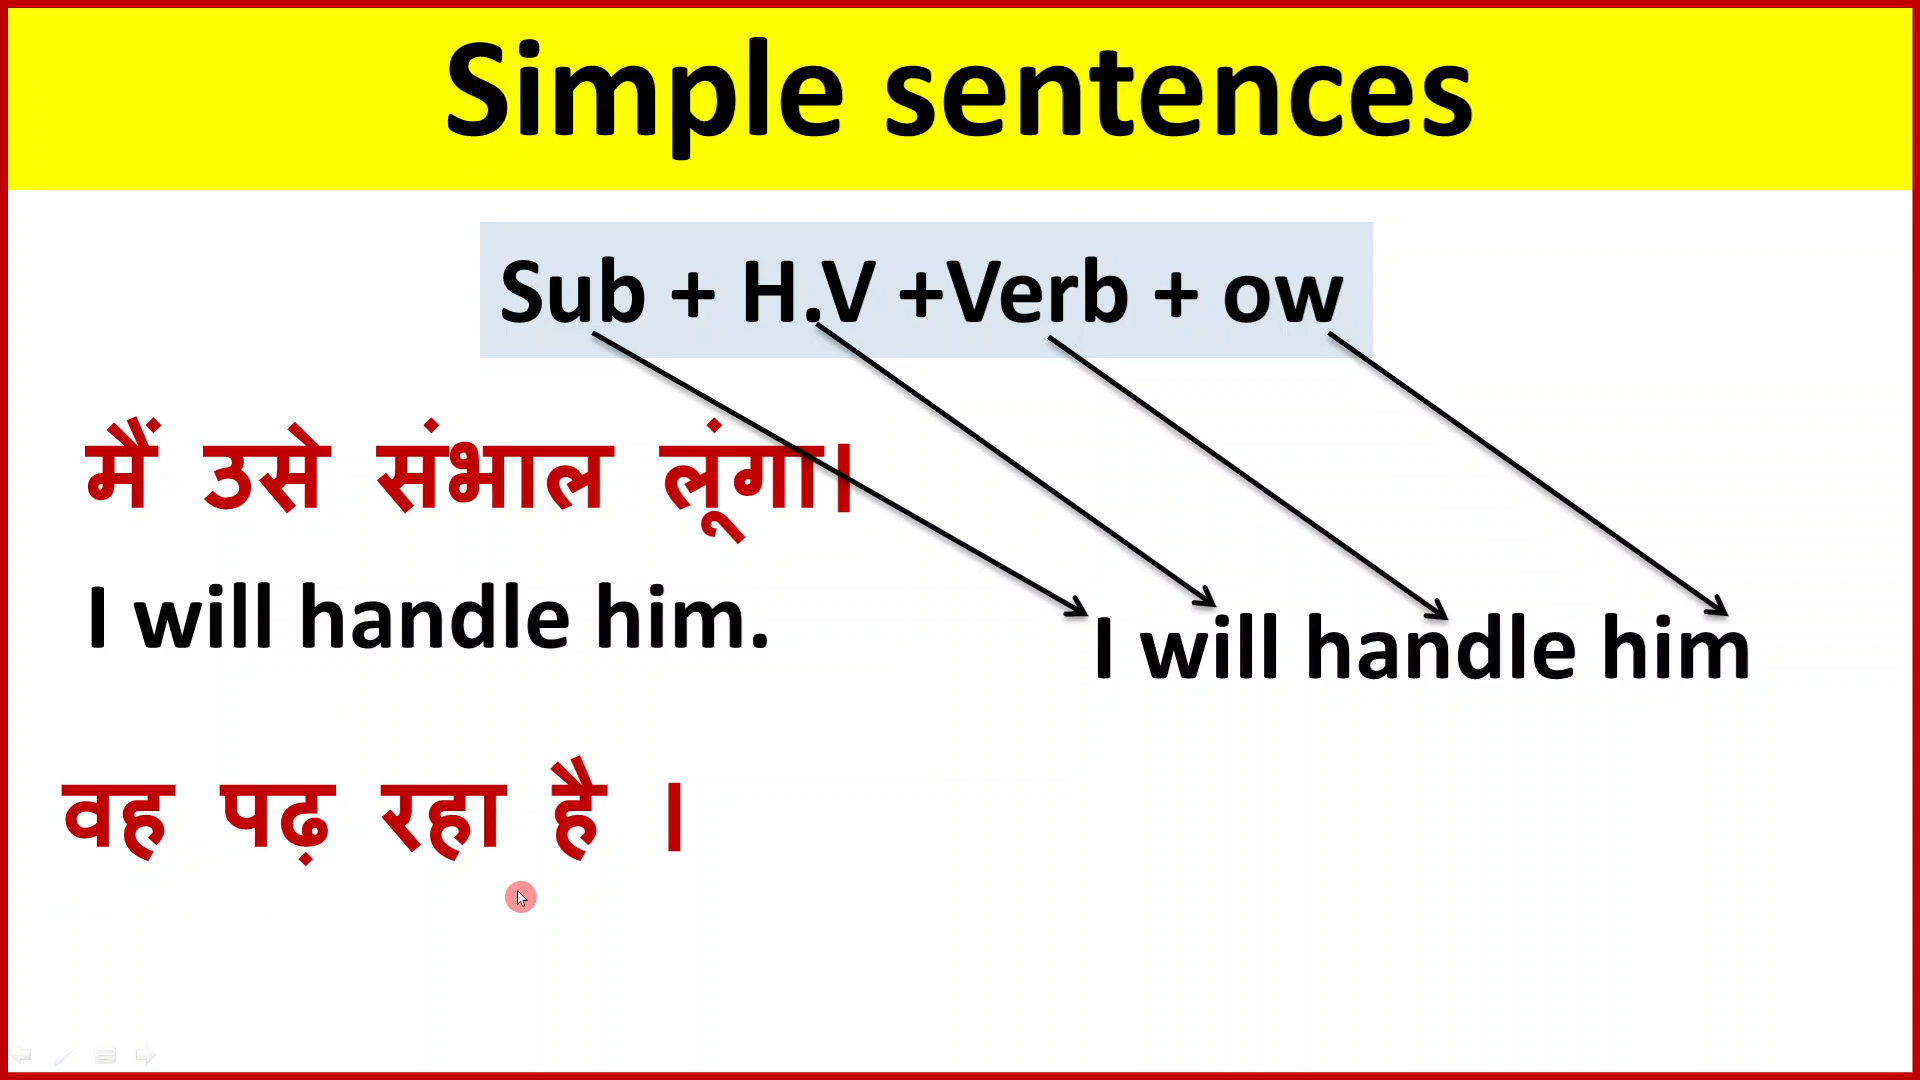 Simple sentences
Sub + H.V +Verb + ow
मैं उसे संभाल लूंगा।
I will handle him.
I will handle him
वह पढ़ रहा है ।